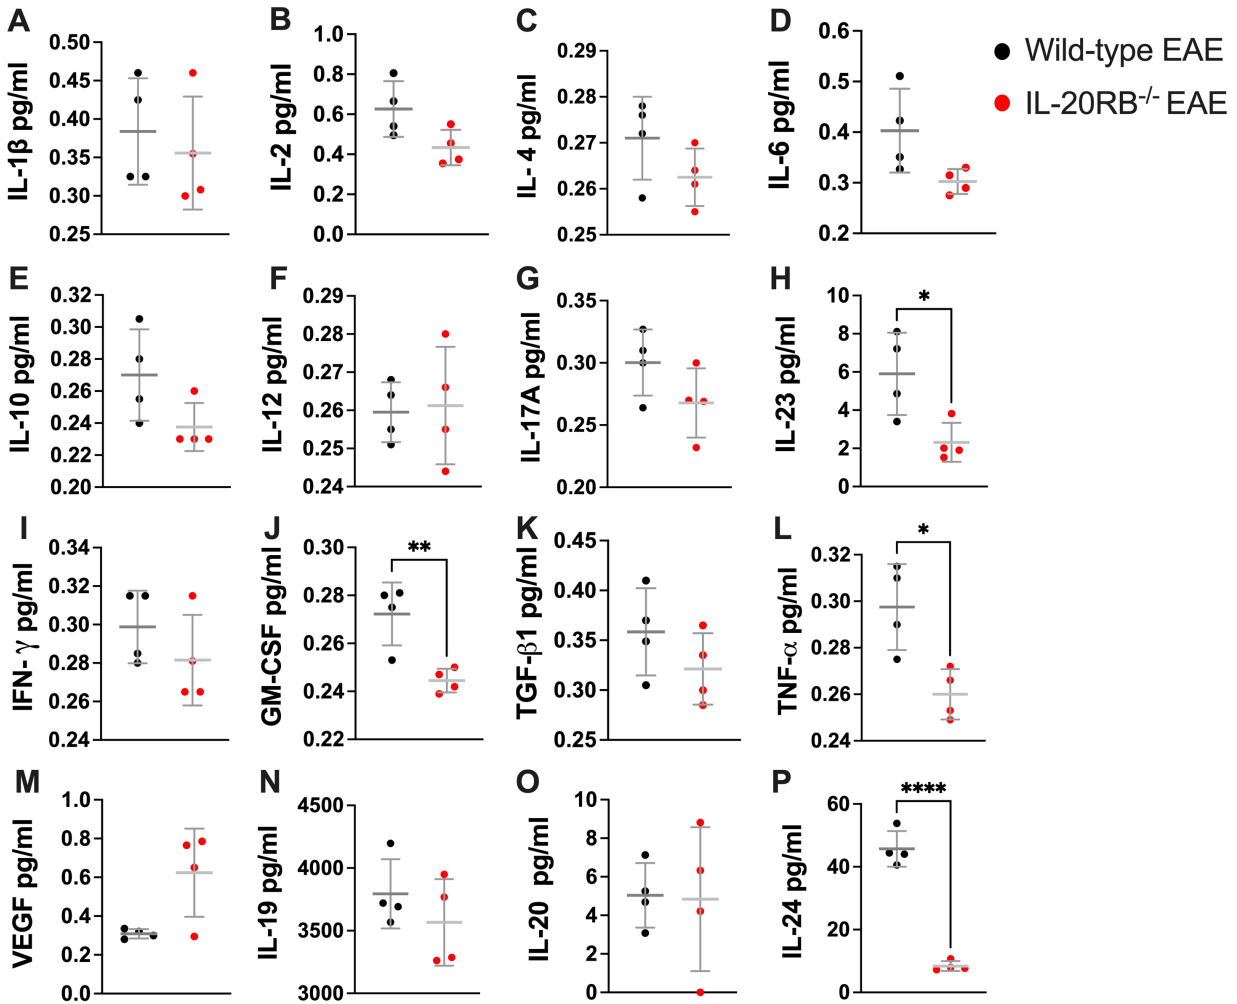 A
IL-1β pg/ml
0.50
0.45
0.40
0.35
0.30
0.25
B
IL-2 pg/ml
1.0
0.8
0.6
0.4
0.2
0.0
C
IL- 4 pg/ml
0.29
0.28
0.27
0.26
0.25
D
IL-6 pg/ml
0.6
0.5
0.4
0.3
0.2
Wild-type EAE
IL-20RB-/- EAE
E
IL-10 pg/ml
0.32
0.30
0.28
0.26
0.24
0.22
0.20
F
IL-12 pg/ml
0.29
0.28
0.27
0.26
0.25
0.24
G
IL-17A pg/ml
0.35
0.30
0.25
0.20
H
IL-23 pg/ml
10
8
6
4
2
0
*
I
IFN- γ pg/ml
0.34
0.32
0.30
0.28
0.26
0.24
J
GM-CSF pg/ml
0.30
0.28
0.26
0.24
0.22
**
K
TGF-β1 pg/ml
0.45
0.40
0.35
0.30
0.25
L
TNF-α pg/ml
0.32
0.30
0.28
0.26
0.24
*
M
VEGF pg/ml
1.0
0.8
0.6
0.4
0.2
0.0
N
IL-19 pg/ml
4500
4000
3500
3000
O
IL-20 pg/ml
10
8
6
4
2
0
P
IL-24 pg/ml
60
40
20
0
****